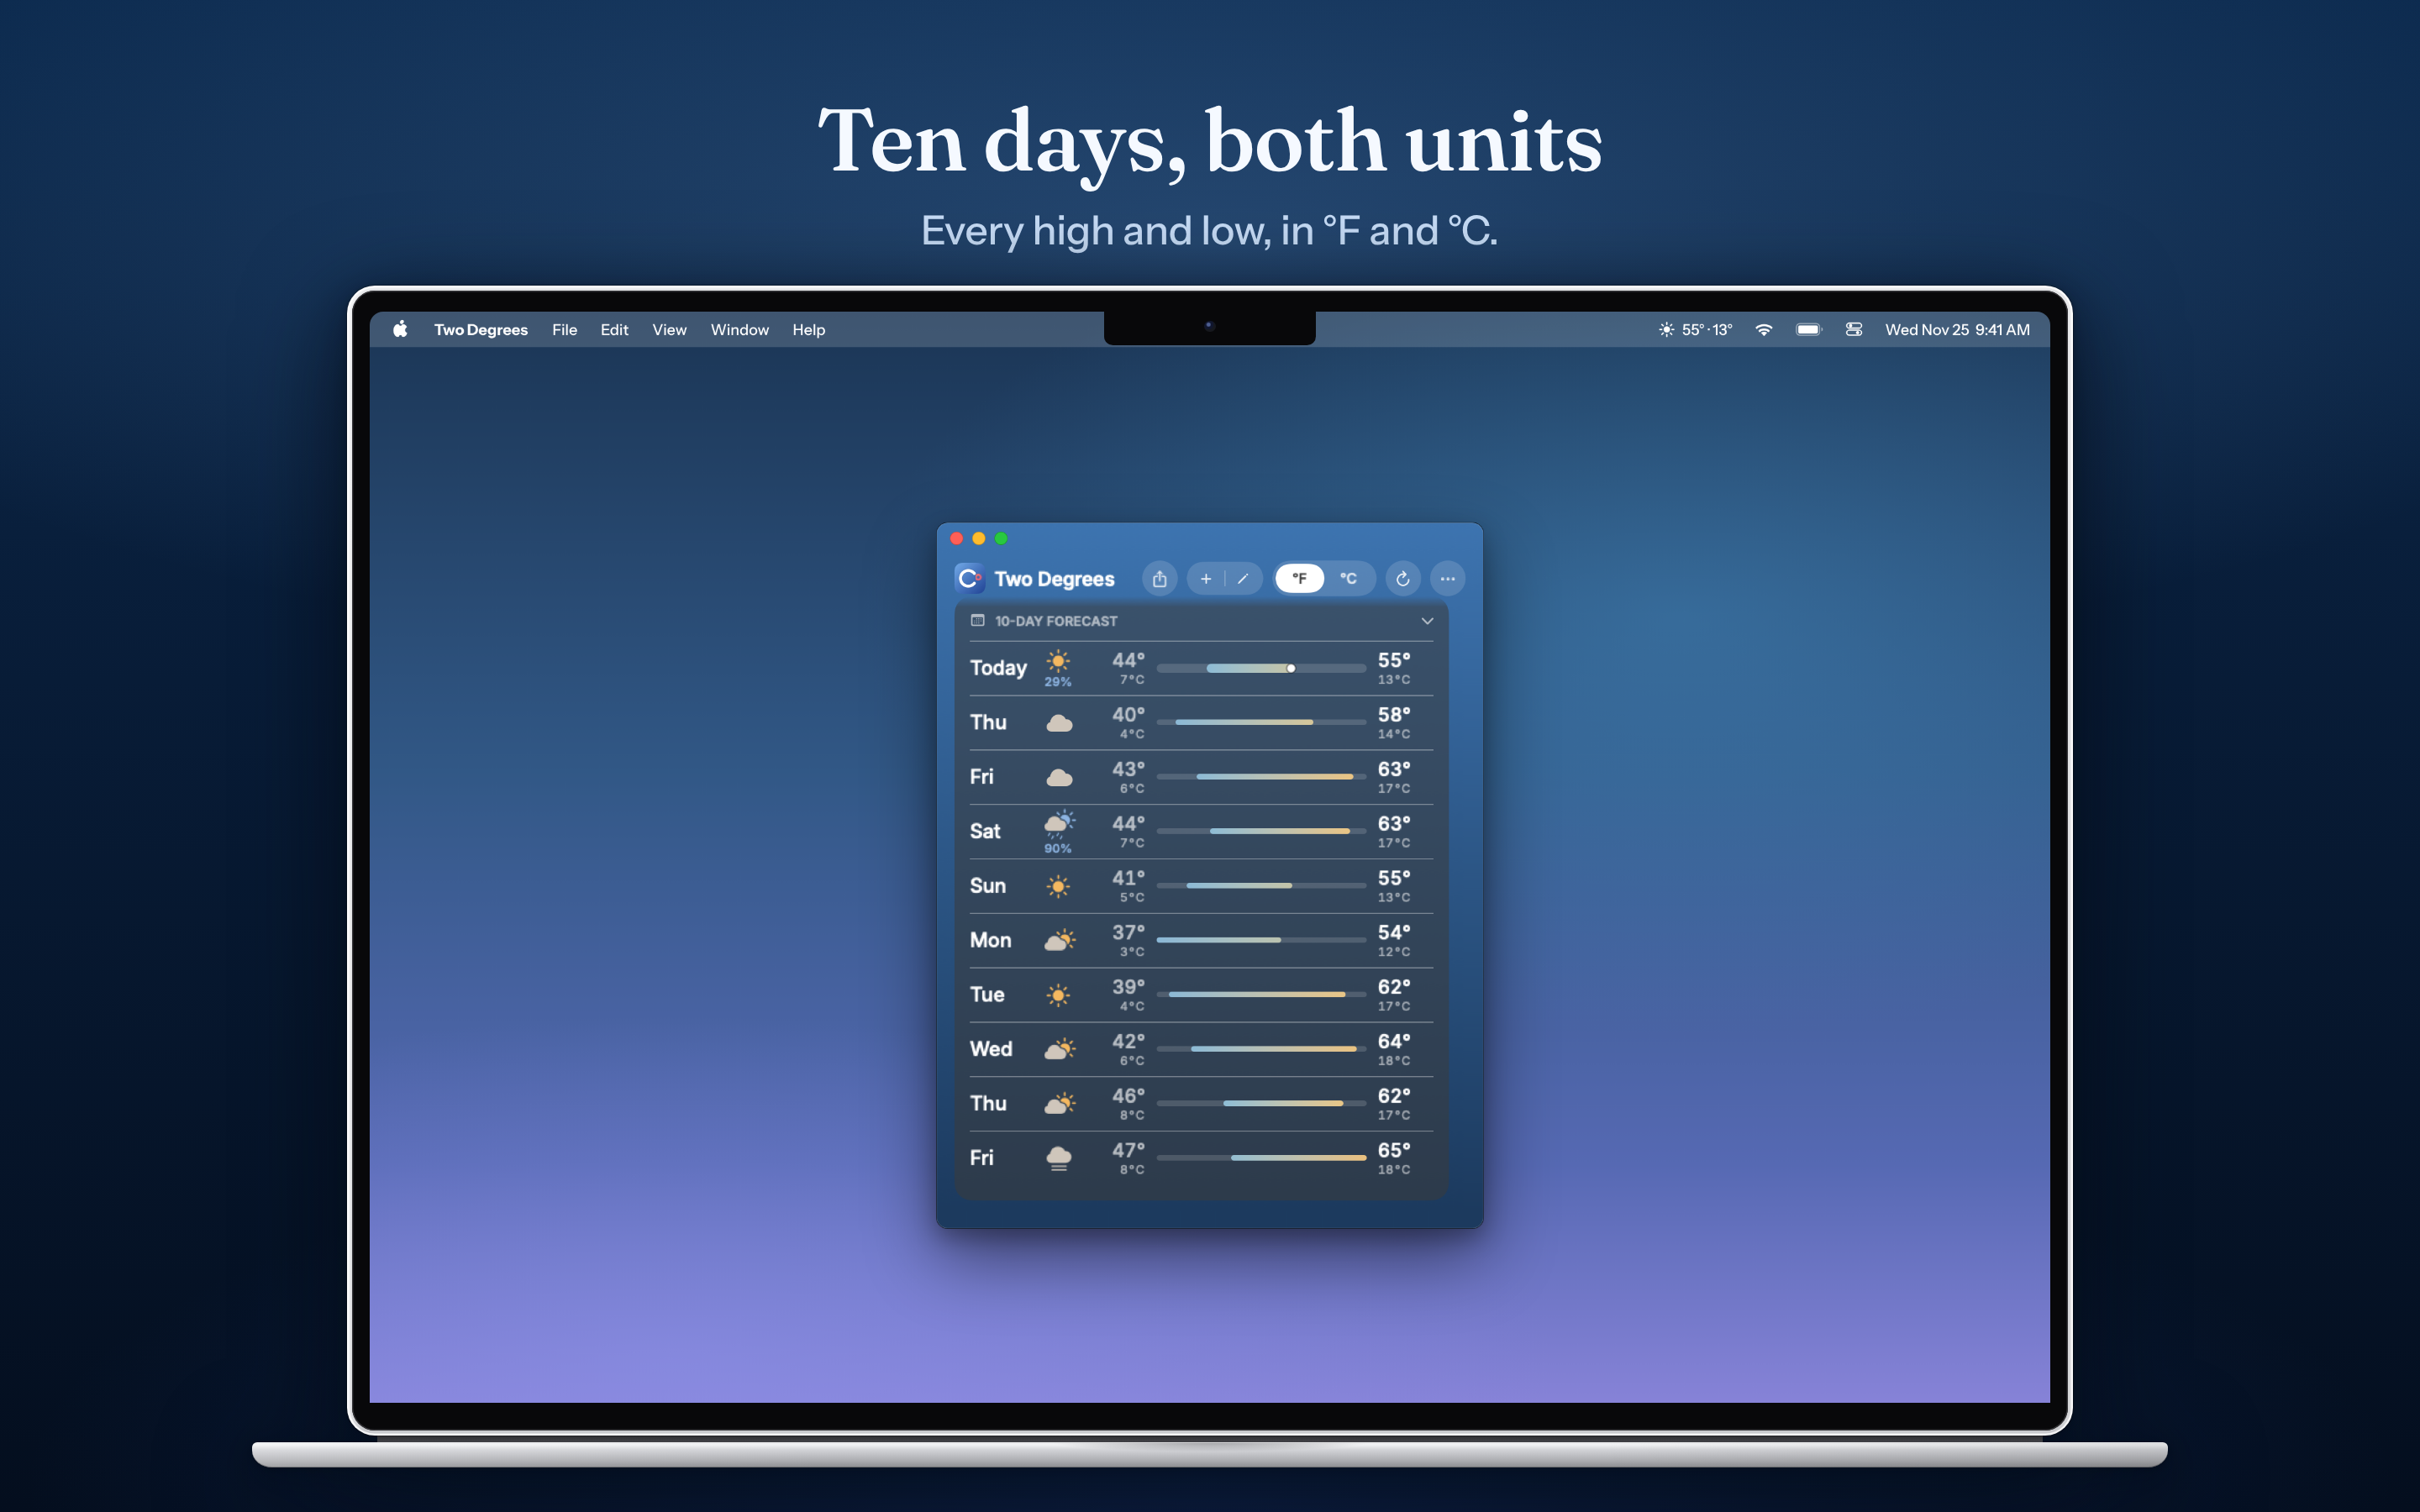 Ten days, both units
Every high and low, in °F and °C.
Two Degrees File Edit View Window Help 55° · 13° Wed Nov 25 9:41 AM
Two Degrees °F °C
10-DAY FORECAST
Today 44° 55°
29% 7°C 13°C
Thu 40° 58°
4°C 14°C
Fri 43° 63°
6°C 17°C
Sat 44° 63°
90% 7°C 17°C
Sun 41° 55°
5°C 13°C
Mon 37° 54°
3°C 12°C
Tue 39° 62°
4°C 17°C
Wed 42° 64°
6°C 18°C
Thu 46° 62°
8°C 17°C
Fri 47° 65°
8°C 18°C